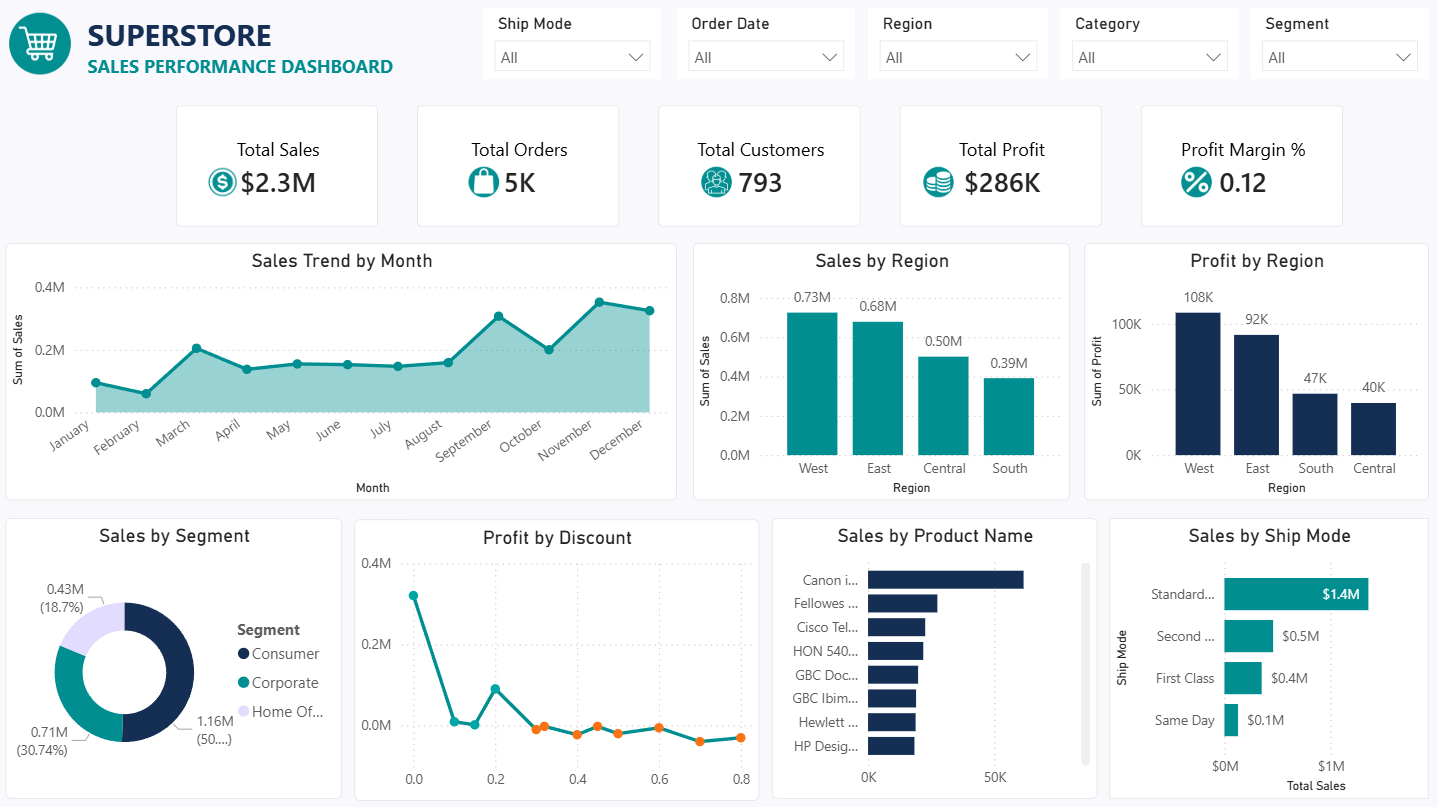 SUPERSTORE
SALES PERFORMANCE DASHBOARD
Ship Mode
All
Order Date
All
Region
All
Category
All
Segment
All
Total Sales
$2.3M
Total Orders
5K
Total Customers
793
Total Profit
$286K
Profit Margin %
0.12
Sales Trend by Month
Sum of Sales
0.4M
0.2M
0.0M
January
February
March
April
May
June
July
August
September
October
November
December
Month
Sales by Region
Sum of Sales
0.8M
0.6M
0.4M
0.2M
0.0M
0.73M
0.68M
0.50M
0.39M
West
East
Central
South
Region
Profit by Region
Sum of Profit
100K
50K
0K
108K
92K
47K
40K
West
East
South
Central
Region
Sales by Segment
0.43M
(18.7%)
0.71M
(30.74%)
1.16M
(50....)
Segment
Consumer
Corporate
Home Of...
Profit by Discount
0.4M
0.2M
0.0M
0.0
0.2
0.4
0.6
0.8
Sales by Product Name
Canon i...
Fellowes ...
Cisco Tel...
HON 540...
GBC Doc...
GBC Ibim...
Hewlett ...
HP Desig...
0K
50K
Sales by Ship Mode
Ship Mode
Standard...
$1.4M
Second ...
$0.5M
First Class
$0.4M
Same Day
$0.1M
$0M
$1M
Total Sales